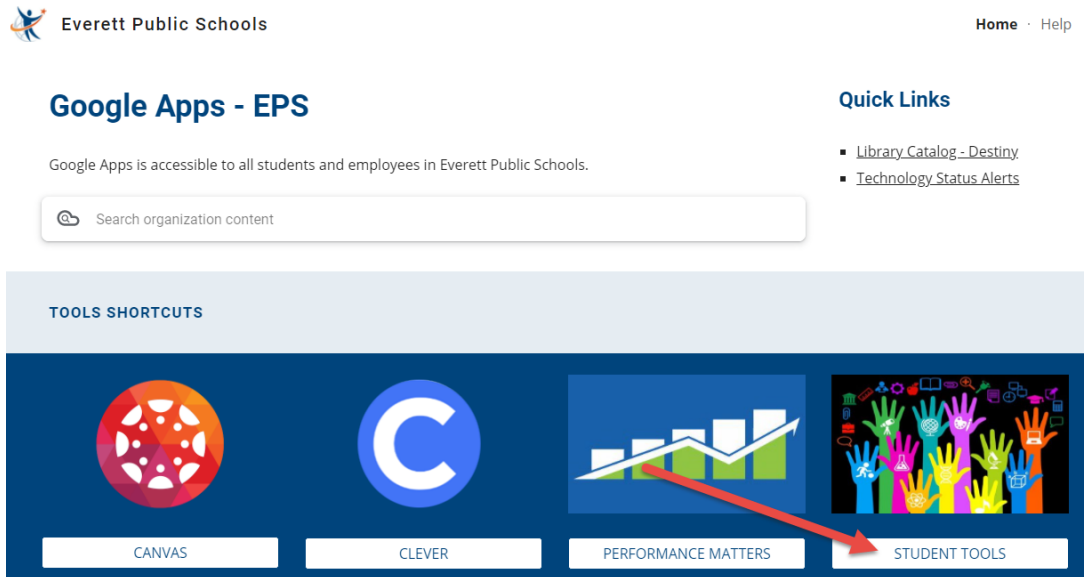 Everett Public Schools
Home · Help
Google Apps - EPS
Google Apps is accessible to all students and employees in Everett Public Schools.
Search organization content
Quick Links
▪ Library Catalog - Destiny
▪ Technology Status Alerts
TOOLS SHORTCUTS
C
CANVAS
CLEVER
PERFORMANCE MATTERS
STUDENT TOOLS